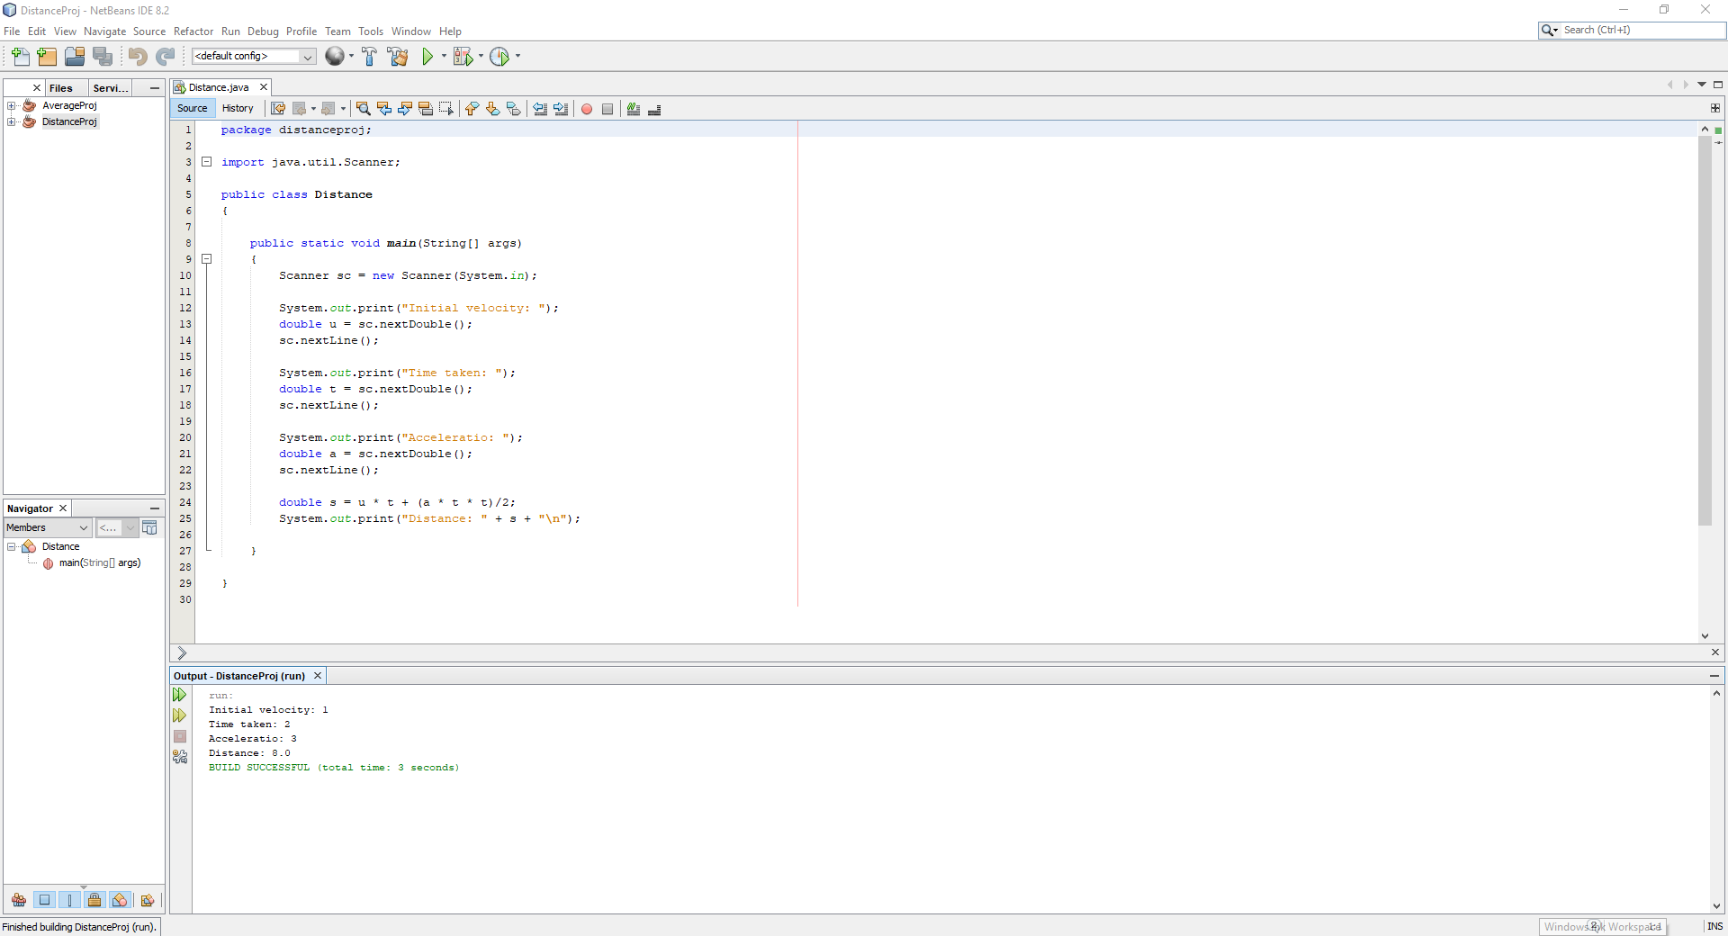 DistanceProj - NetBeans IDE 8.2
File Edit View Navigate Source Refactor Run Debug Profile Team Tools Window Help
Search (Ctrl+I)
<default config>
Files Servi...
AverageProj
DistanceProj
Distance.java
Source History
1 package distanceproj;
2
3 import java.util.Scanner;
4
5 public class Distance
6 {
7
8 public static void main(String[] args)
9 {
10 Scanner sc = new Scanner(System.in);
11
12 System.out.print("Initial velocity: ");
13 double u = sc.nextDouble();
14 sc.nextLine();
15
16 System.out.print("Time taken: ");
17 double t = sc.nextDouble();
18 sc.nextLine();
19
20 System.out.print("Acceleratio: ");
21 double a = sc.nextDouble();
22 sc.nextLine();
23
24 double s = u * t + (a * t * t)/2;
25 System.out.print("Distance: " + s + "\n");
26
27 }
28
29 }
30
Navigator
Members <...
Distance
main(String[] args)
Output - DistanceProj (run)
run:
Initial velocity: 1
Time taken: 2
Acceleratio: 3
Distance: 8.0
BUILD SUCCESSFUL (total time: 3 seconds)
Finished building DistanceProj (run).
Workspace
INS